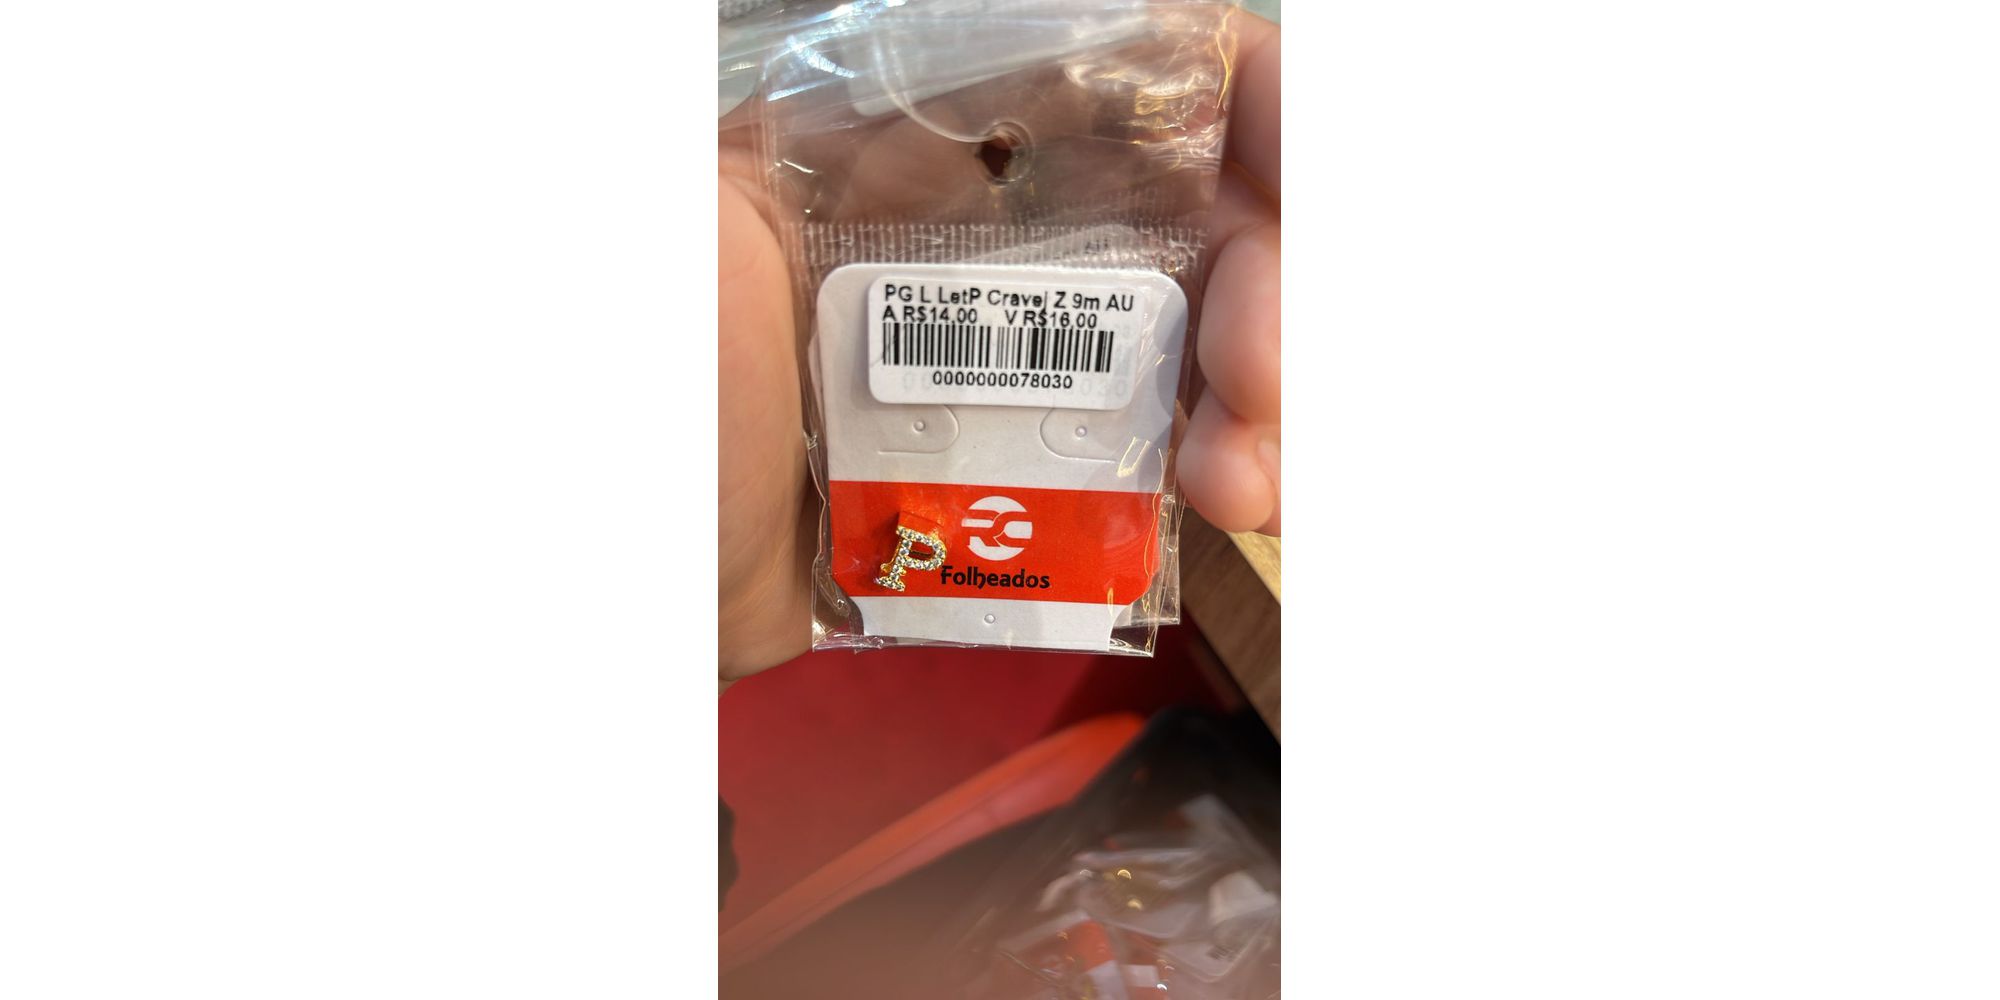 PG L LetP Cravej Z 9m AU
A R$14,00 V R$16,00
0000000078030
P
Folheados